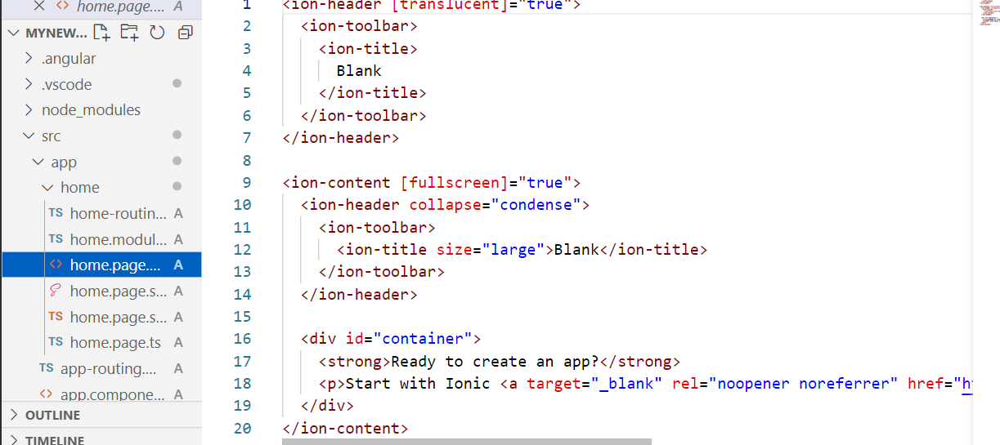 home.page.... A
MYNEW...
.angular
.vscode
node_modules
src
app
home
TS home-routin... A
TS home.modul... A
<> home.page.... A
home.page.s... A
TS home.page.s... A
TS home.page.ts A
TS app-routing.... A
<> app.compone... A
OUTLINE
TIMELINE
1 <ion-header [translucent]="true">
2 <ion-toolbar>
3 <ion-title>
4 Blank
5 </ion-title>
6 </ion-toolbar>
7 </ion-header>
8
9 <ion-content [fullscreen]="true">
10 <ion-header collapse="condense">
11 <ion-toolbar>
12 <ion-title size="large">Blank</ion-title>
13 </ion-toolbar>
14 </ion-header>
15
16 <div id="container">
17 <strong>Ready to create an app?</strong>
18 <p>Start with Ionic <a target="_blank" rel="noopener noreferrer" href="h
19 </div>
20 </ion-content>